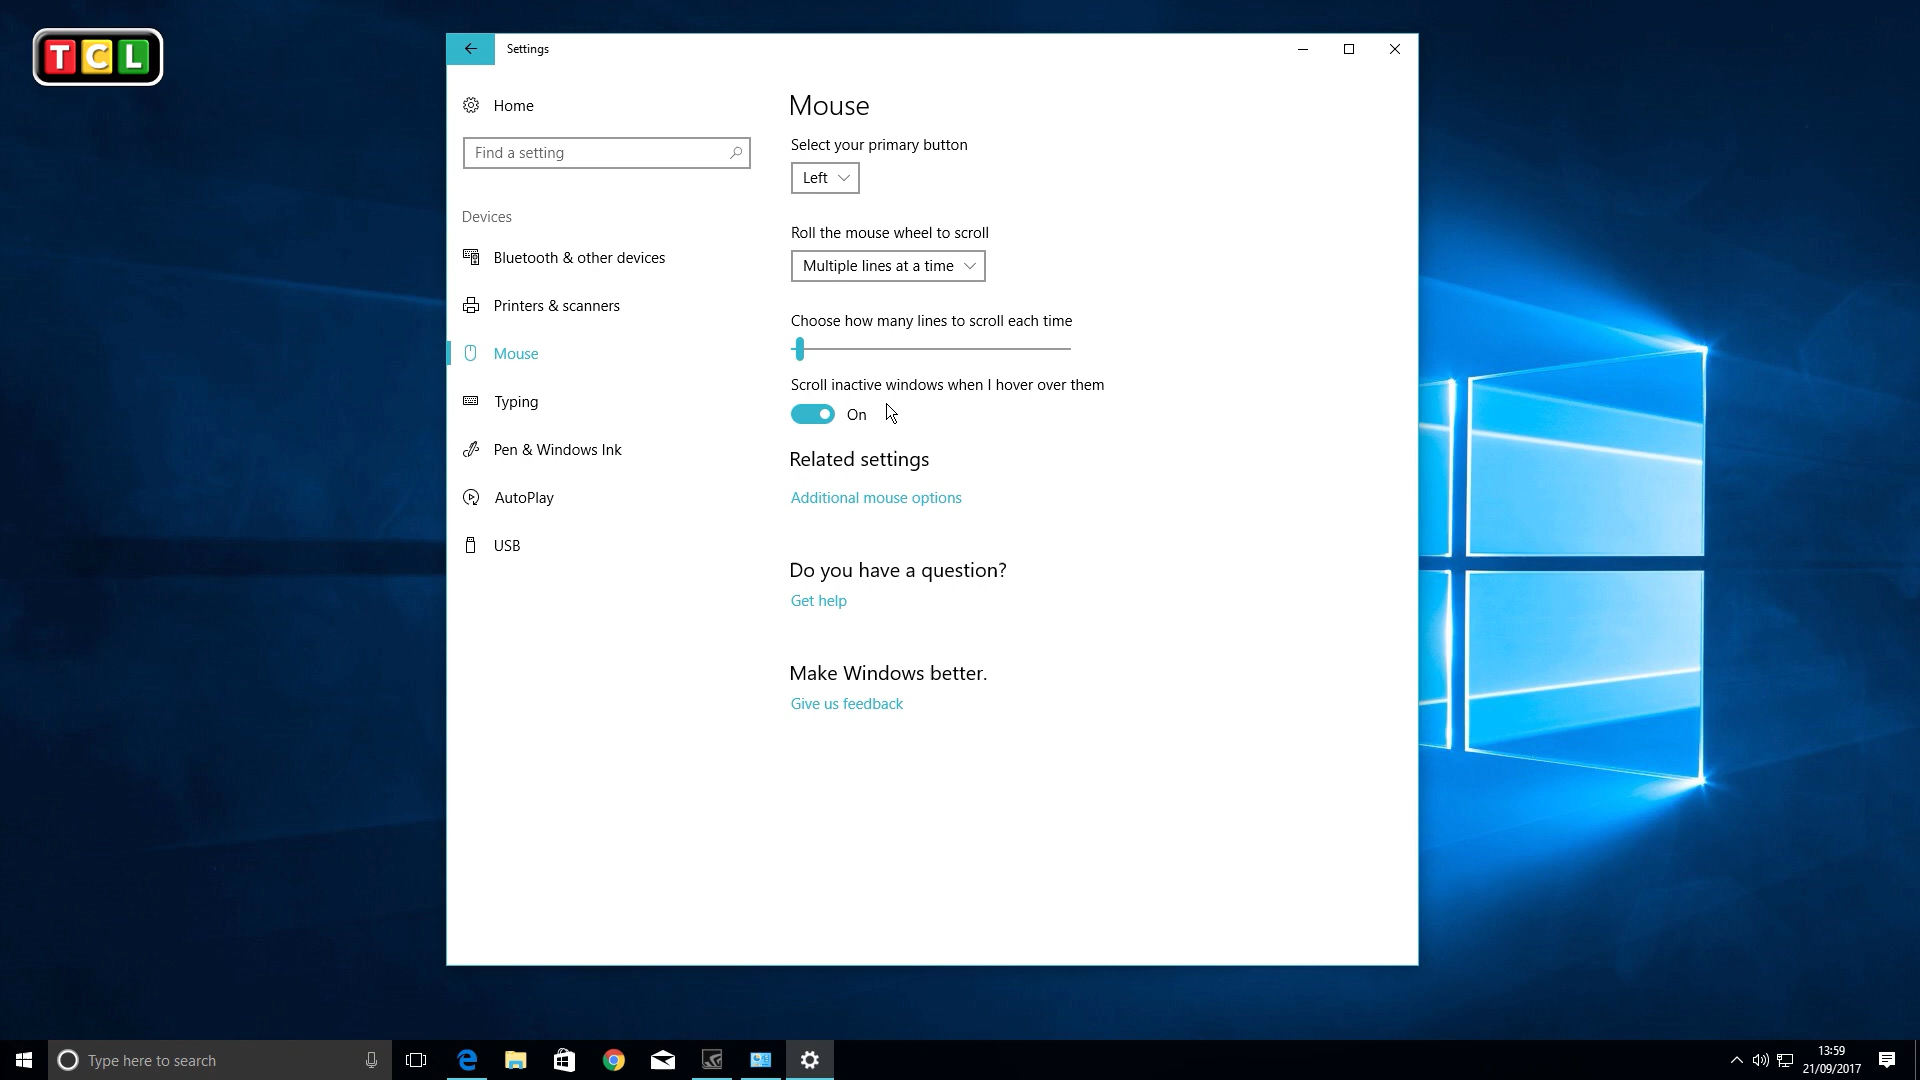 TCL
Settings
Home
Find a setting
Devices
Bluetooth & other devices
Printers & scanners
Mouse
Typing
Pen & Windows Ink
AutoPlay
USB
Mouse
Select your primary button
Left
Roll the mouse wheel to scroll
Multiple lines at a time
Choose how many lines to scroll each time
Scroll inactive windows when I hover over them
On
Related settings
Additional mouse options
Do you have a question?
Get help
Make Windows better.
Give us feedback
Type here to search
13:59
21/09/2017